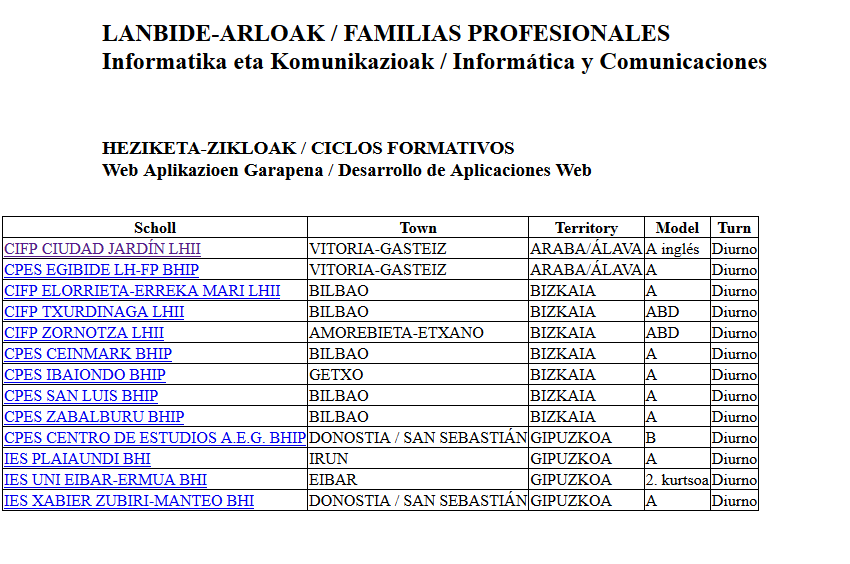 LANBIDE-ARLOAK / FAMILIAS PROFESIONALES
Informatika eta Komunikazioak / Informática y Comunicaciones
HEZIKETA-ZIKLOAK / CICLOS FORMATIVOS
Web Aplikazioen Garapena / Desarrollo de Aplicaciones Web
Scholl Town Territory Model Turn
CIFP CIUDAD JARDÍN LHII VITORIA-GASTEIZ ARABA/ÁLAVA A inglés Diurno
CPES EGIBIDE LH-FP BHIP VITORIA-GASTEIZ ARABA/ÁLAVA A Diurno
CIFP ELORRIETA-ERREKA MARI LHII BILBAO BIZKAIA A Diurno
CIFP TXURDINAGA LHII BILBAO BIZKAIA ABD Diurno
CIFP ZORNOTZA LHII AMOREBIETA-ETXANO BIZKAIA ABD Diurno
CPES CEINMARK BHIP BILBAO BIZKAIA A Diurno
CPES IBAIONDO BHIP GETXO BIZKAIA A Diurno
CPES SAN LUIS BHIP BILBAO BIZKAIA A Diurno
CPES ZABALBURU BHIP BILBAO BIZKAIA A Diurno
CPES CENTRO DE ESTUDIOS A.E.G. BHIP DONOSTIA / SAN SEBASTIÁN GIPUZKOA B Diurno
IES PLAIAUNDI BHI IRUN GIPUZKOA A Diurno
IES UNI EIBAR-ERMUA BHI EIBAR GIPUZKOA 2. kurtsoa Diurno
IES XABIER ZUBIRI-MANTEO BHI DONOSTIA / SAN SEBASTIÁN GIPUZKOA A Diurno